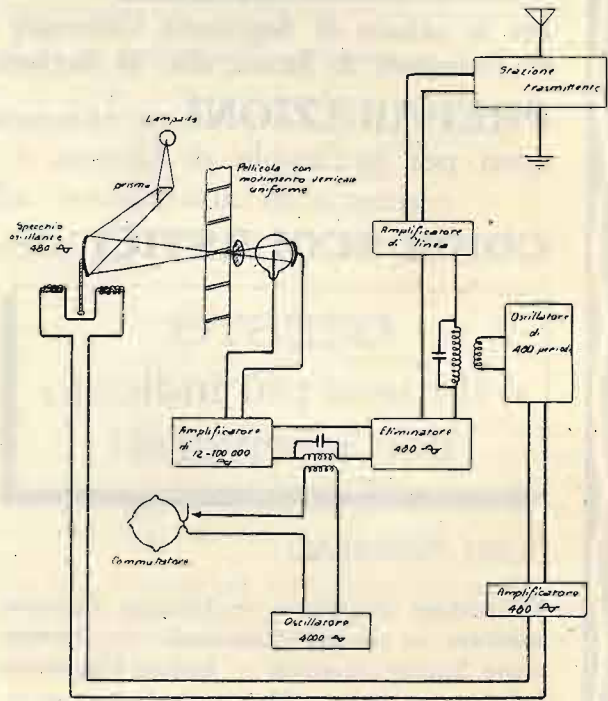 Stazione
trasmittente
Lampada
prisma
Pellicola con
movimento verticale
uniforme
Specchio
oscillante
480 ∿
Amplificatore
di linea
Oscillatore
di
480 periodi
Amplificatore
di
12-100 000
∿
Eliminatore
480 ∿
Commutatore
Oscillatore
4000 ∿
Amplificatore
480 ∿